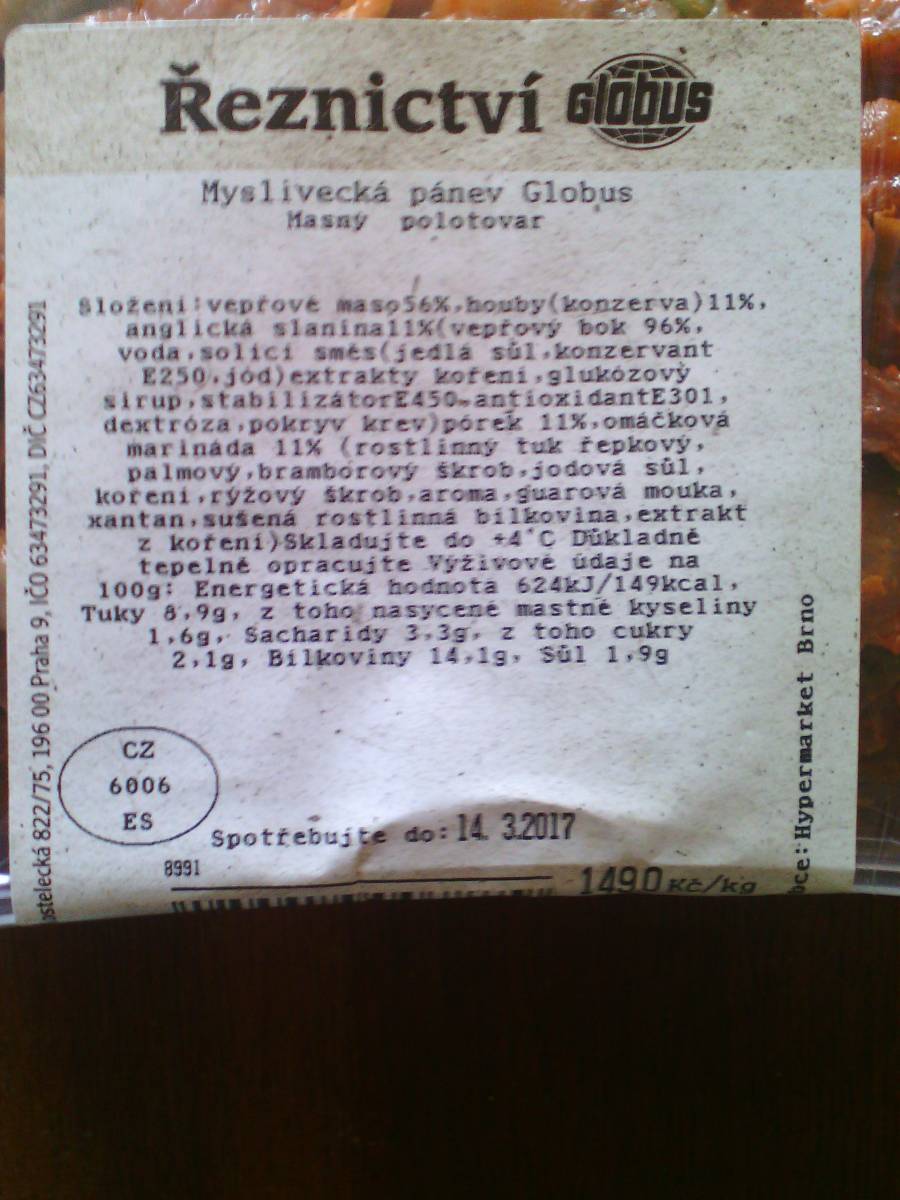 Řeznictví Globus
Myslivecká pánev Globus
Masný polotovar
Složení:vepřové maso56%,houby(konzerva)11%,
anglická slanina11%(vepřový bok 96%,
voda,solící směs(jedlá sůl,konzervant
E250,jód)extrakty koření,glukózový
sirup,stabilizátorE450,antioxidantE301,
dextróza,pokryv krev)pórek 11%,omáčková
marináda 11% (rostlinný tuk řepkový,
palmový,bramborový škrob,jodová sůl,
koření,rýžový škrob,aroma,guarová mouka,
xantan,sušená rostlinná bílkovina,extrakt
z koření)Skladujte do +4°C Důkladně
tepelně opracujte Výživové údaje na
100g: Energetická hodnota 624kJ/149kcal,
Tuky 8,9g, z toho nasycené mastné kyseliny
1,6g, Sacharidy 3,3g, z toho cukry
2,1g, Bílkoviny 14,1g, Sůl 1,9g
CZ
6006
ES
Spotřebujte do: 14. 3.2017
8991
149,0 Kč/kg
822/75, 196 00 Praha 9, IČO 63473291, DIČ CZ63473291
Hypermarket Brno